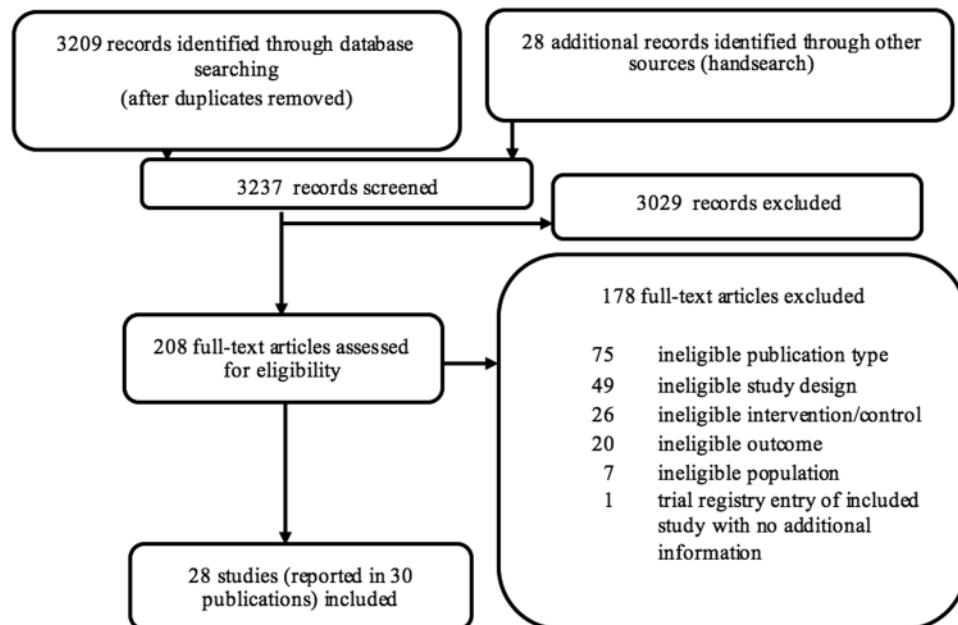 3209 records identified through database
searching
(after duplicates removed)
28 additional records identified through other
sources (handsearch)
3237 records screened
3029 records excluded
208 full-text articles assessed
for eligibility
178 full-text articles excluded
75 ineligible publication type
49 ineligible study design
26 ineligible intervention/control
20 ineligible outcome
7 ineligible population
1 trial registry entry of included
study with no additional
information
28 studies (reported in 30
publications) included